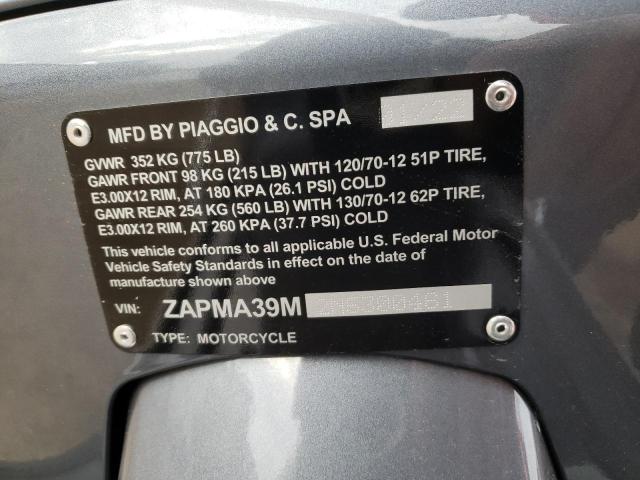 MFD BY PIAGGIO & C. SPA
GVWR 352 KG (775 LB)
GAWR FRONT 98 KG (215 LB) WITH 120/70-12 51P TIRE,
E3.00X12 RIM, AT 180 KPA (26.1 PSI) COLD
GAWR REAR 254 KG (560 LB) WITH 130/70-12 62P TIRE,
E3.00X12 RIM, AT 260 KPA (37.7 PSI) COLD
This vehicle conforms to all applicable U.S. Federal Motor
Vehicle Safety Standards in effect on the date of
manufacture shown above.
VIN: ZAPMA39M
TYPE: MOTORCYCLE